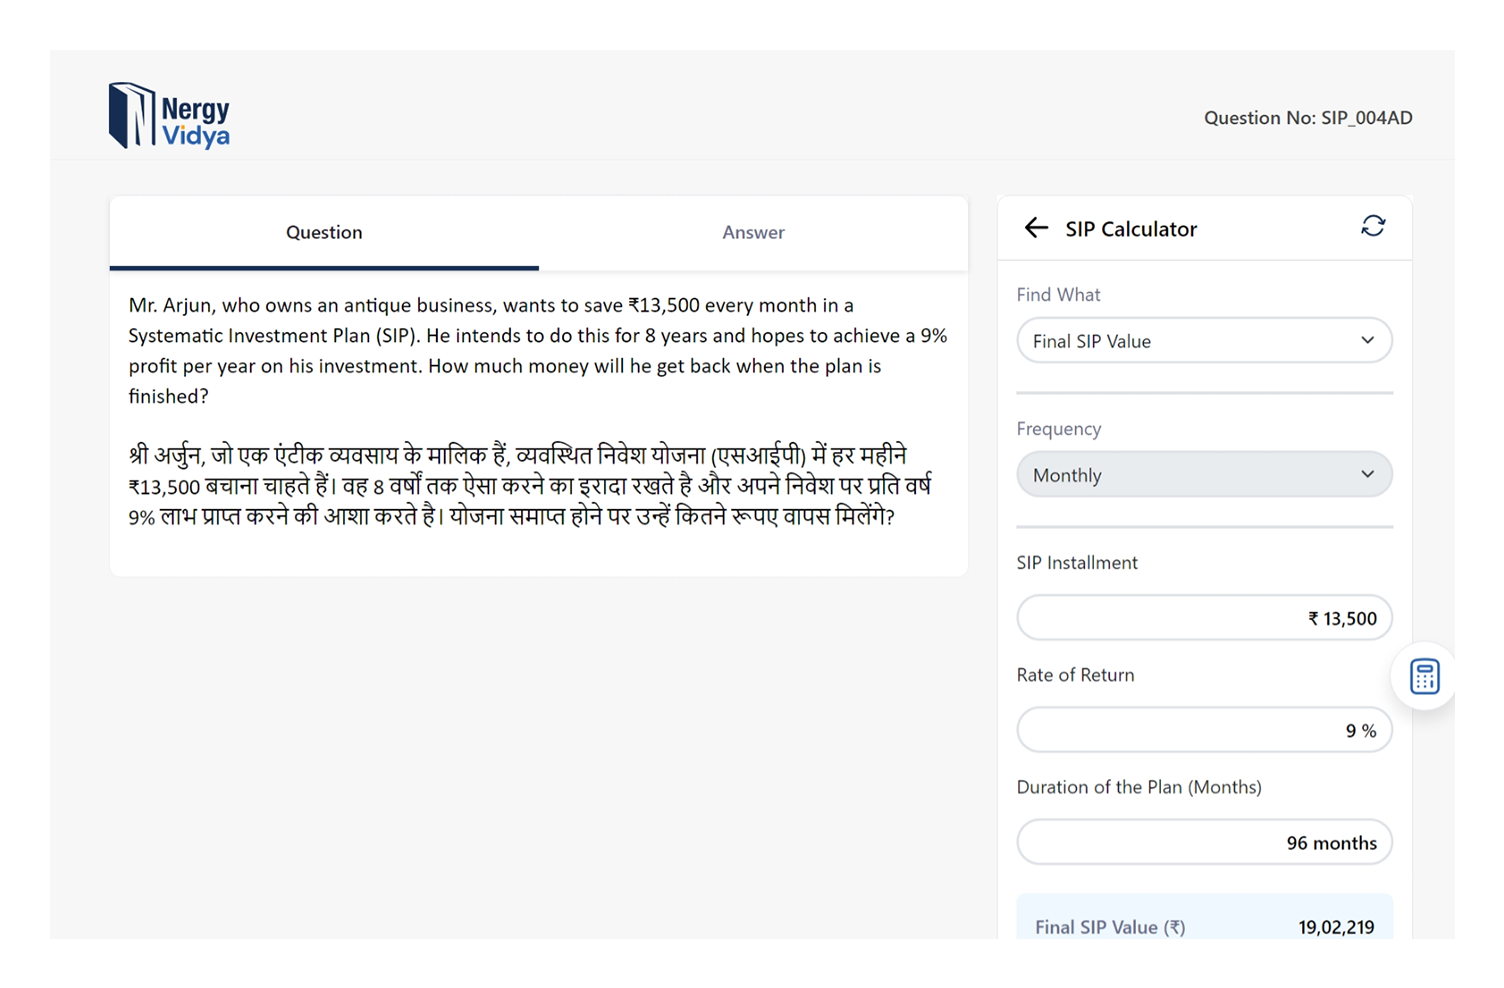 Nergy
Vidya
Question No: SIP_004AD
Question
Answer
Mr. Arjun, who owns an antique business, wants to save ₹13,500 every month in a
Systematic Investment Plan (SIP). He intends to do this for 8 years and hopes to achieve a 9%
profit per year on his investment. How much money will he get back when the plan is
finished?
श्री अर्जुन, जो एक एंटीक व्यवसाय के मालिक हैं, व्यवस्थित निवेश योजना (एसआईपी) में हर महीने
₹13,500 बचाना चाहते हैं। वह 8 वर्षों तक ऐसा करने का इरादा रखते है और अपने निवेश पर प्रति वर्ष
9% लाभ प्राप्त करने की आशा करते है। योजना समाप्त होने पर उन्हें कितने रूपए वापस मिलेंगे?
SIP Calculator
Find What
Final SIP Value
Frequency
Monthly
SIP Installment
₹ 13,500
Rate of Return
9 %
Duration of the Plan (Months)
96 months
Final SIP Value (₹)
19,02,219